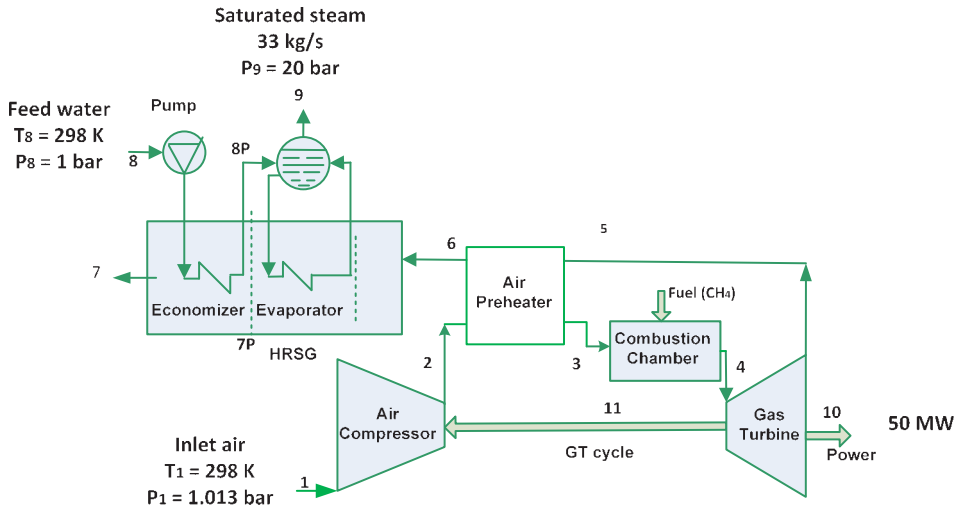 Saturated steam
33 kg/s
P9 = 20 bar
9
Feed water
T8 = 298 K
P8 = 1 bar
8
Pump
8P
7
Economizer
Evaporator
7P
HRSG
6
5
Air
Preheater
Fuel (CH4)
Combustion
Chamber
2
3
4
Air
Compressor
11
GT cycle
Gas
Turbine
10
Power
50 MW
Inlet air
T1 = 298 K
P1 = 1.013 bar
1